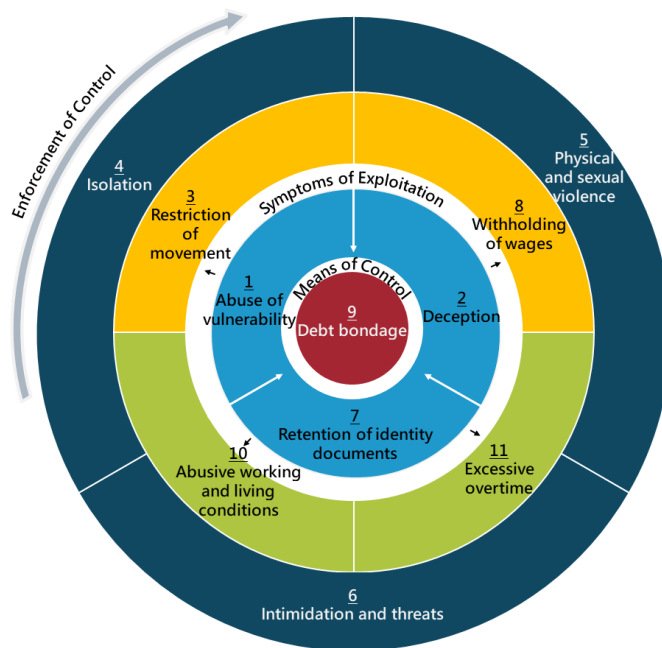 Enforcement of Control
4
Isolation
5
Physical
and sexual
violence
3
Restriction
of
movement
Symptoms of Exploitation
8
Withholding
of wages
1
Abuse of
vulnerability
Means of Control
9
Debt bondage
2
Deception
7
Retention of identity
documents
10
Abusive working
and living
conditions
11
Excessive
overtime
6
Intimidation and threats